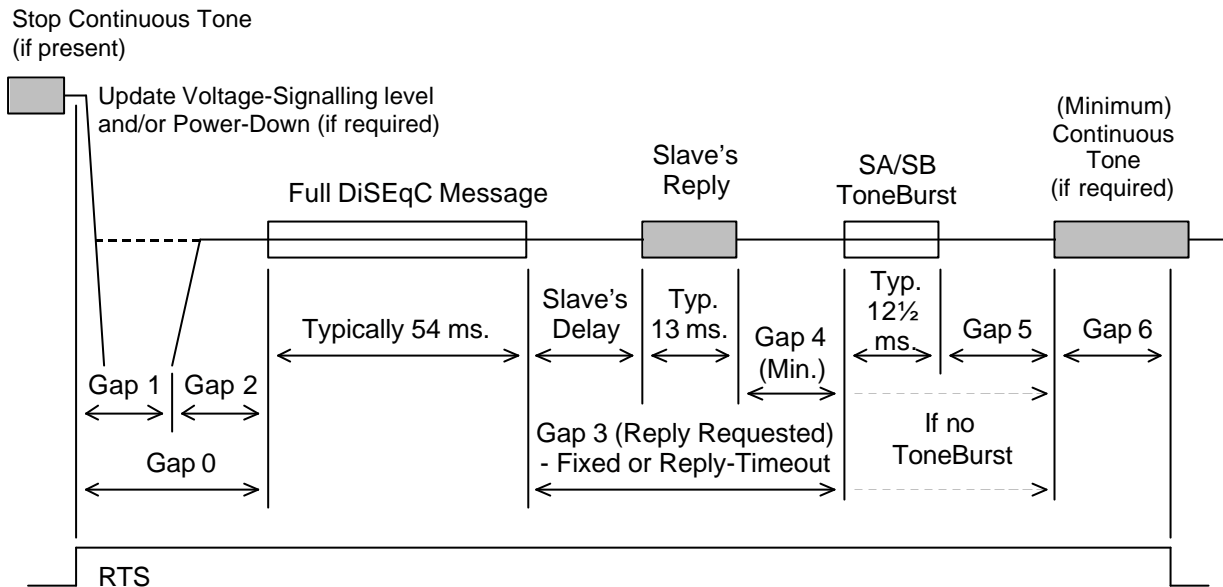 Stop Continuous Tone
(if present)
Update Voltage-Signalling level
and/or Power-Down (if required)
Full DiSEqC Message
Slave's
Reply
SA/SB
ToneBurst
(Minimum)
Continuous
Tone
(if required)
Typically 54 ms.
Slave's
Delay
Typ.
13 ms.
Gap 4
(Min.)
Typ.
12½
ms.
Gap 5
Gap 6
Gap 1
Gap 2
Gap 0
Gap 3 (Reply Requested)
- Fixed or Reply-Timeout
If no
ToneBurst
RTS